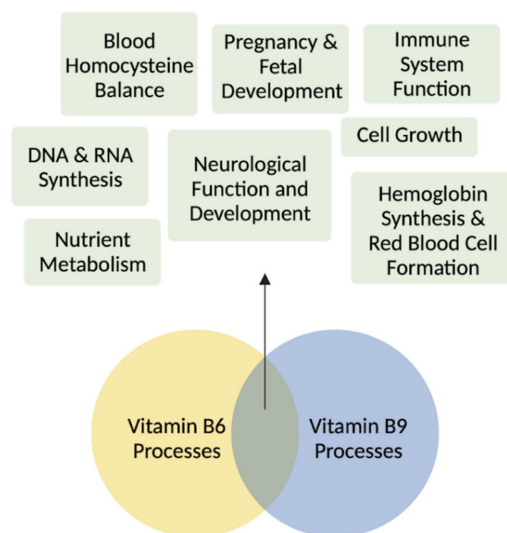 Blood
Homocysteine
Balance
Pregnancy &
Fetal
Development
Immune
System
Function
Cell Growth
DNA & RNA
Synthesis
Neurological
Function and
Development
Hemoglobin
Synthesis &
Red Blood Cell
Formation
Nutrient
Metabolism
Vitamin B6
Processes
Vitamin B9
Processes